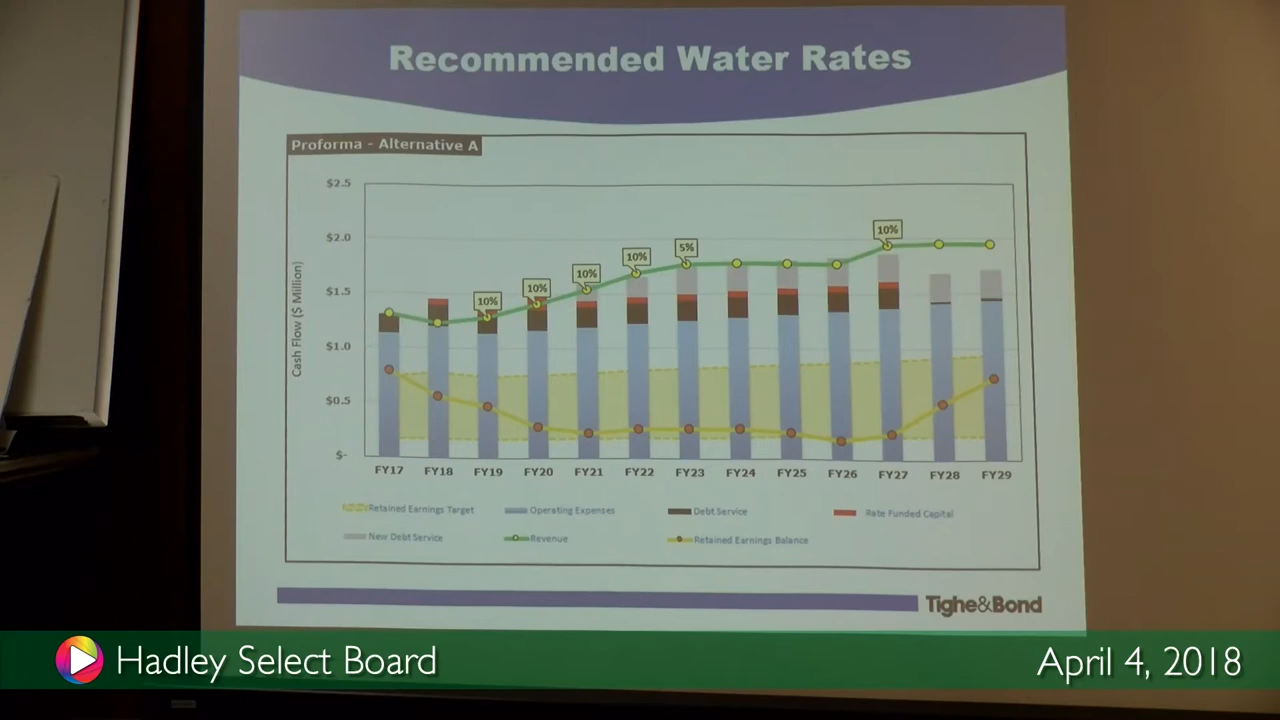 Recommended Water Rates
Proforma - Alternative A
Cash Flow ($ Million)
$2.5
$2.0
$1.5
$1.0
$0.5
$-
10%
10%
10%
10%
5%
10%
FY17 FY18 FY19 FY20 FY21 FY22 FY23 FY24 FY25 FY26 FY27 FY28 FY29
Retained Earnings Target Operating Expenses Debt Service Rate Funded Capital
New Debt Service Revenue Retained Earnings Balance
Tighe&Bond
Hadley Select Board April 4, 2018